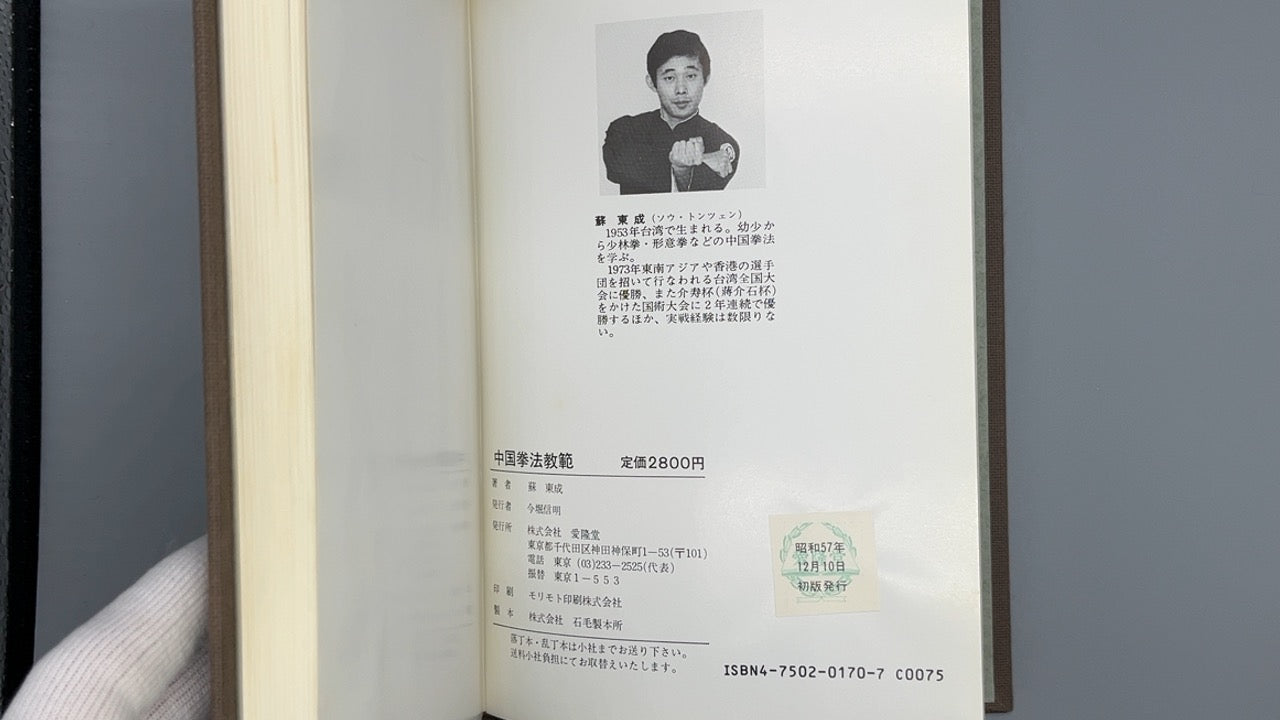 蘇 東 成（ソウ・トンツェン）
1953年台湾で生まれる。幼少か
ら少林拳・形意拳などの中国拳法
を学ぶ。
1973年東南アジアや香港の選手
団を招いて行なわれる台湾全国大
会に優勝、また介寿杯（蒋介石杯）
をかけた国術大会に２年連続で優
勝するほか、実戦経験は数限りな
い。
中国拳法教範 定価2800円
著 者 蘇 東成
発行者 今堀信明
発行所 株式会社 愛隆堂
東京都千代田区神田神保町1―53(〒101)
電話 東京 (03)233―2525(代表)
振替 東京１－５５３
印 刷 モリモト印刷株式会社
製 本 株式会社 石毛製本所
落丁本・乱丁本は小社までお送り下さい。
送料小社負担にてお取替えいたします。
昭和57年
12月10日
初版発行
ISBN4-7502-0170-7 C0075